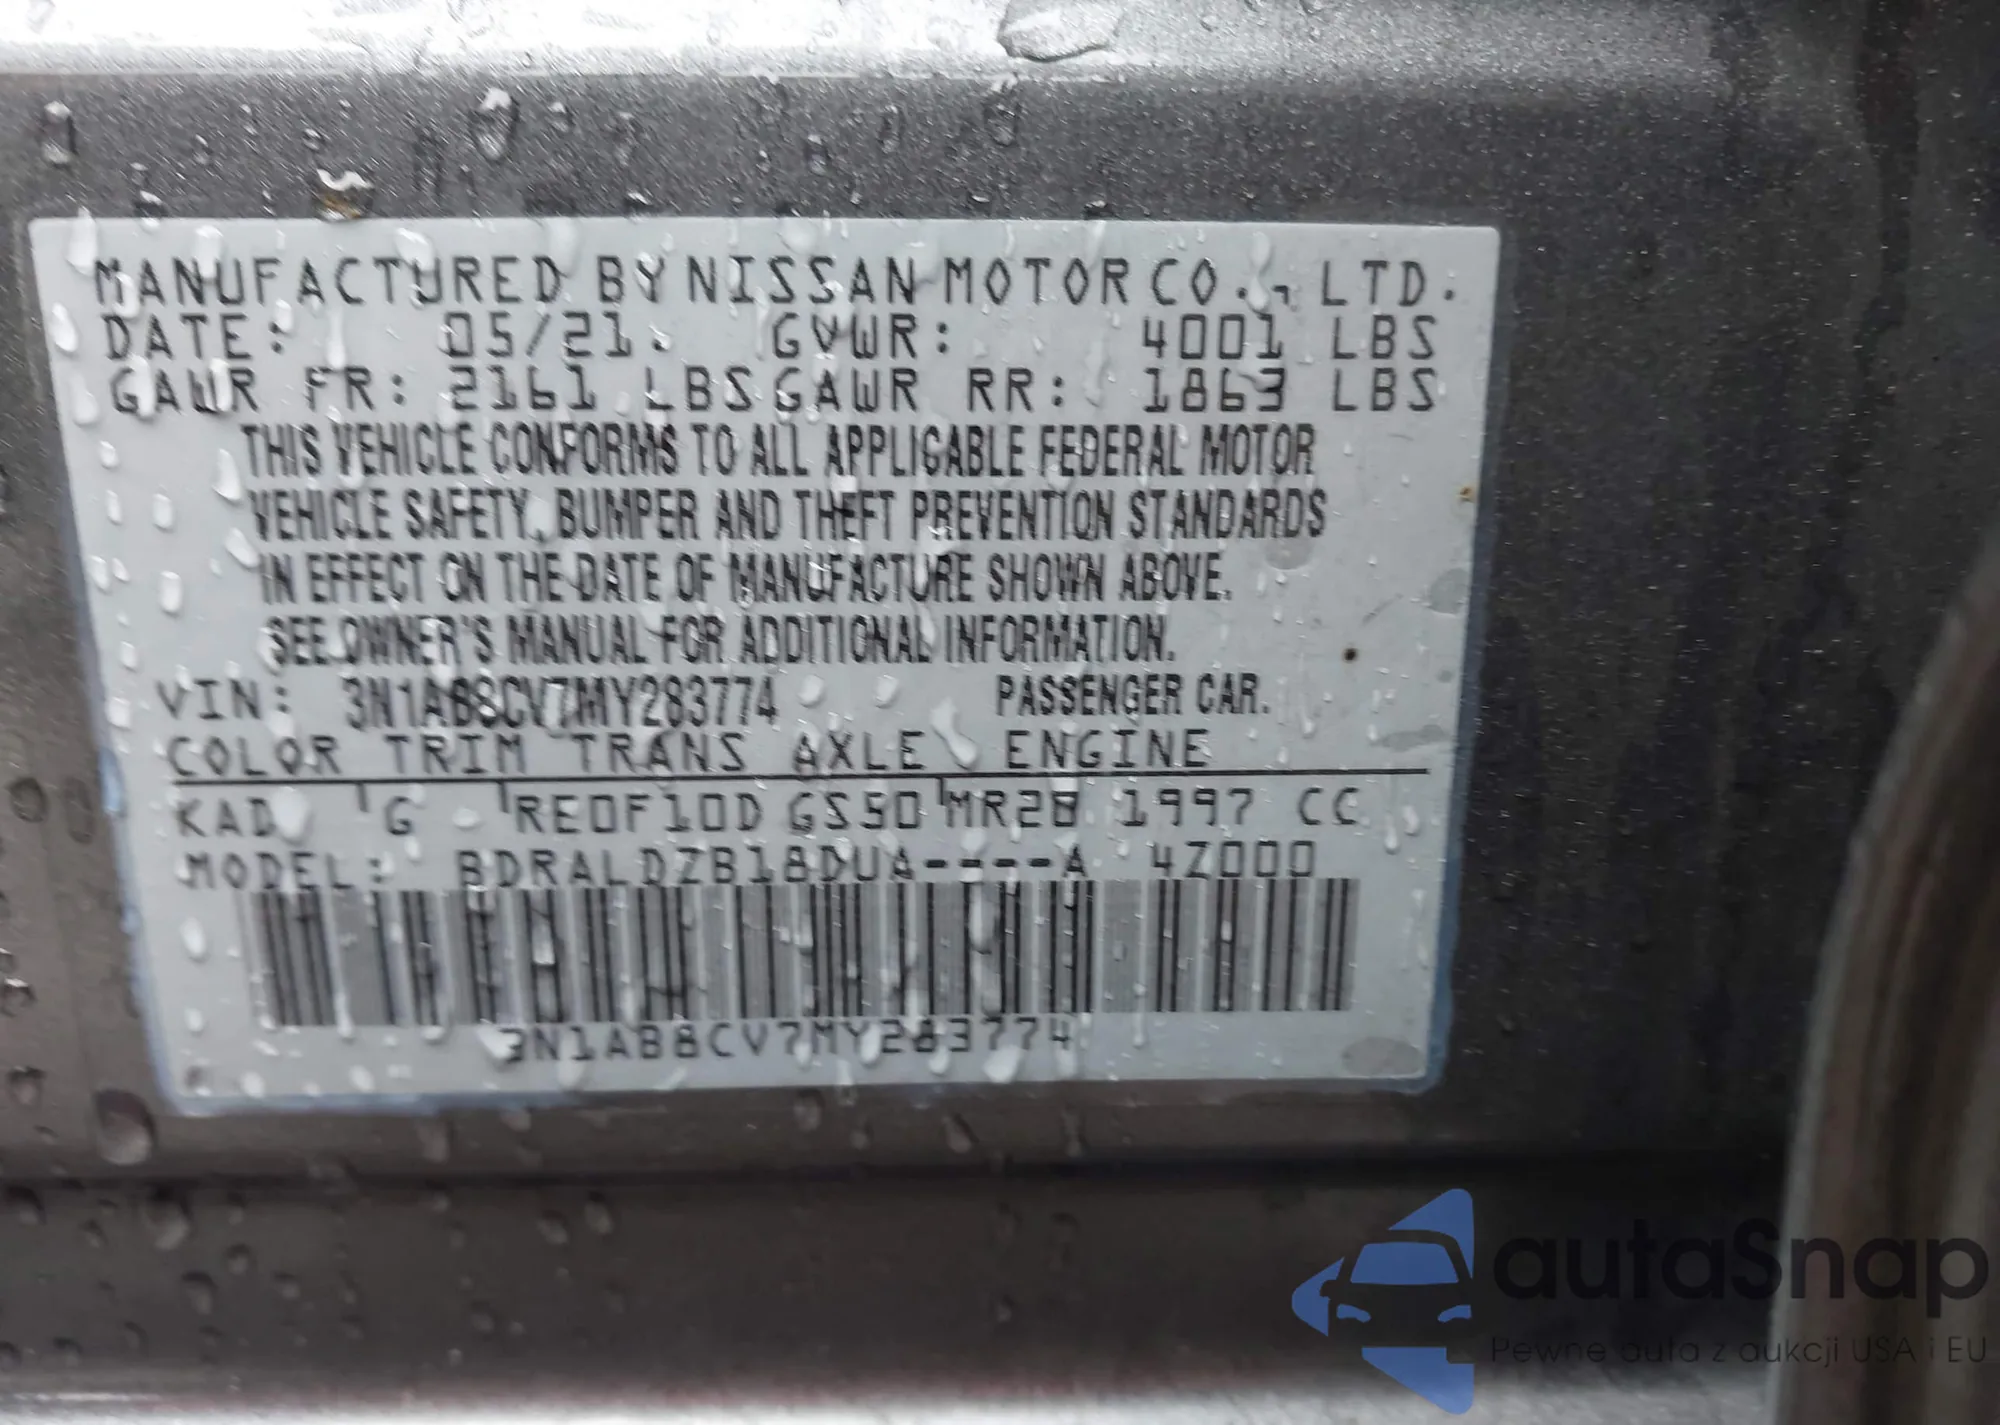 MANUFACTURED BY NISSAN MOTOR CO., LTD.
DATE: 05/21. GVWR: 4001 LBS
GAWR FR: 2161 LBS GAWR RR: 1863 LBS
THIS VEHICLE CONFORMS TO ALL APPLICABLE FEDERAL MOTOR
VEHICLE SAFETY, BUMPER AND THEFT PREVENTION STANDARDS
IN EFFECT ON THE DATE OF MANUFACTURE SHOWN ABOVE.
SEE OWNER'S MANUAL FOR ADDITIONAL INFORMATION.
VIN: 3N1AB8CV7MY283774 PASSENGER CAR.
COLOR TRIM TRANS AXLE ENGINE
KAD G RE0F10D GS50 MR20 1997 CC
MODEL: BDRALDZB18DUA----A 4Z000
3N1AB8CV7MY283774
autaSnap
Pewne auta z aukcji USA i EU